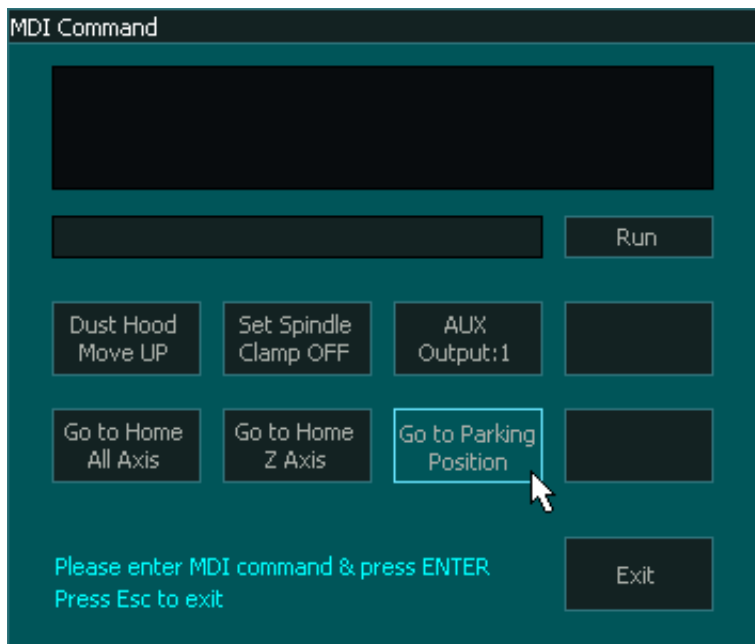 MDI Command
Run
Dust Hood
Move UP
Set Spindle
Clamp OFF
AUX
Output:1
Go to Home
All Axis
Go to Home
Z Axis
Go to Parking
Position
Please enter MDI command & press ENTER
Press Esc to exit
Exit